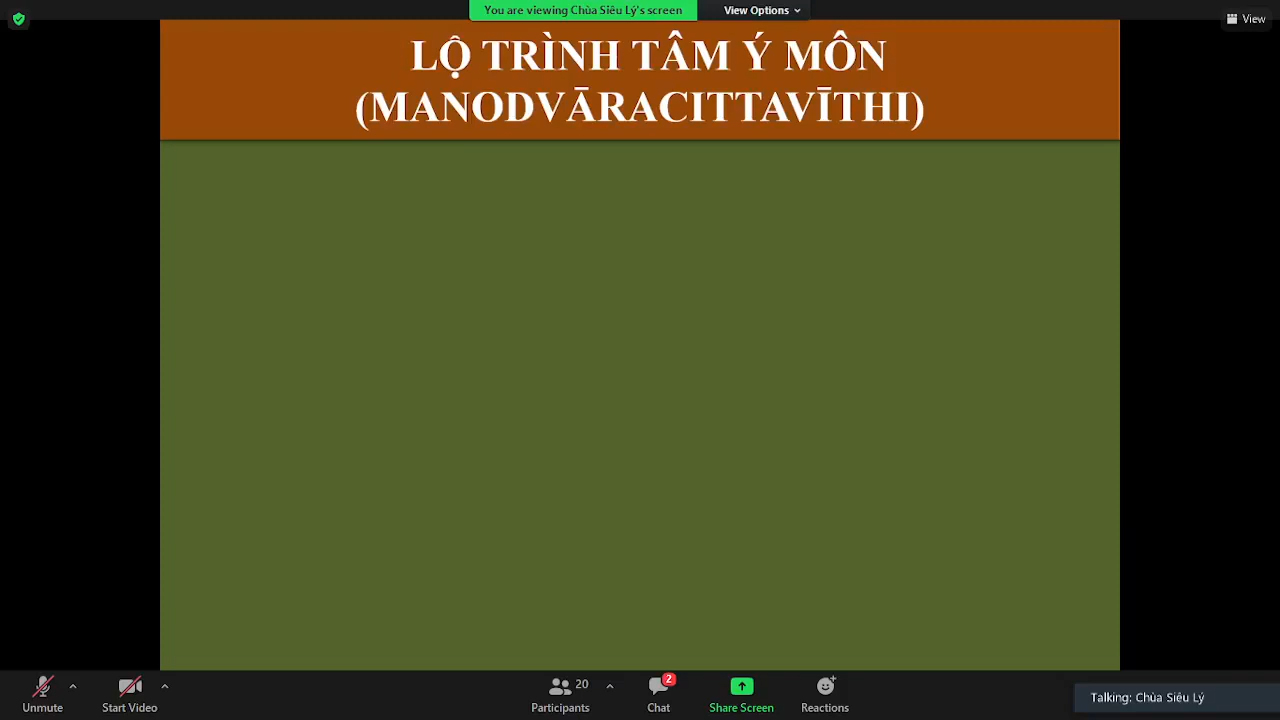 You are viewing Chùa Siêu Lý's screen
View Options
View
LỘ TRÌNH TÂM Ý MÔN
(MANODVĀRACITTAVĪTHI)
Unmute
Start Video
20
Participants
2
Chat
Share Screen
Reactions
Talking: Chùa Siêu Lý